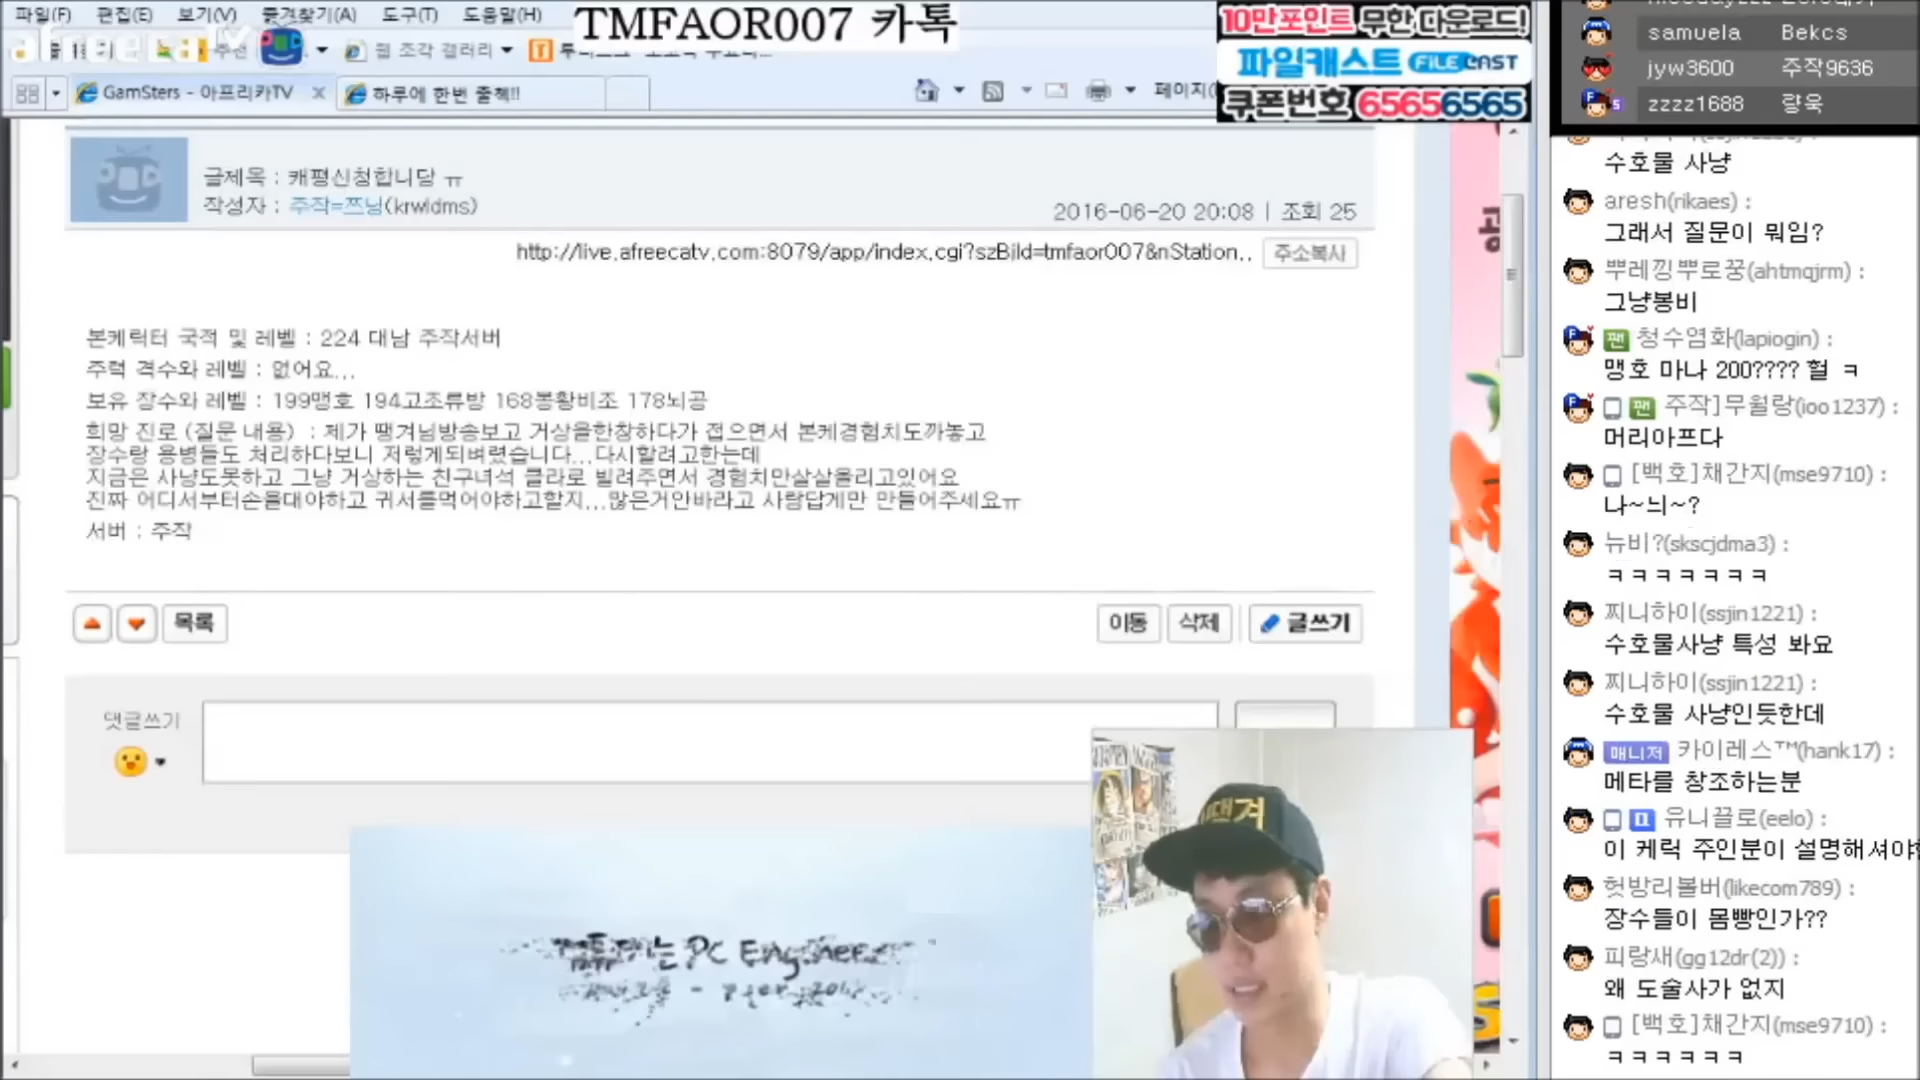 파일(F) 편집(E) 보기(V) 즐겨찾기(A) 도구(T) 도움말(H)
TMFAOR007 카톡
10만포인트 무한다운로드!
파일캐스트 FILE CAST
쿠폰번호 65656565
afreecaTV
웹 조각 갤러리
GamSters - 아프리카TV
하루에 한번 출첵!!
페이지(
samuela Bekcs
jyw3600 주작9636
zzzz1688 량욱
글제목 : 캐평신청합니당 ㅠ
작성자 : 주작=쯔닝(krwldms)
2016-06-20 20:08 | 조회 25
http://live.afreecatv.com:8079/app/index.cgi?szBjId=tmfaor007&nStation..
주소복사
본케릭터 국적 및 레벨 : 224 대남 주작서버
주력 격수와 레벨 : 없어요...
보유 장수와 레벨 : 199맹호 194고조류방 168봉황비조 178뇌공
희망 진로 (질문 내용) : 제가 땡겨님방송보고 거상을한창하다가 접으면서 본케경험치도까놓고
장수랑 용병들도 처리하다보니 저렇게되벼렸습니다...다시할려고한는데
지금은 사냥도못하고 그냥 거상하는 친구녀석 클라로 빌려주면서 경험치만살살올리고있어요
진짜 어디서부터손을대야하고 귀서를먹어야하고할지...많은거안바라고 사람답게만 만들어주세요ㅠ
서버 : 주작
목록
이동
삭제
글쓰기
댓글쓰기
PC Engineer
땡겨
수호물 사냥
aresh(rikaes) :
그래서 질문이 뭐임?
뿌레낑뿌로꿍(ahtmqjrm) :
그냥봉비
팬 청수염화(lapiogin) :
맹호 마나 200???? 헐 ㅋ
팬 주작]무월랑(ioo1237) :
머리아프다
[백호]채간지(mse9710) :
나~늬~?
뉴비?(skscjdma3) :
ㅋㅋㅋㅋㅋㅋㅋ
찌니하이(ssjin1221) :
수호물사냥 특성 봐요
찌니하이(ssjin1221) :
수호물 사냥인듯한데
매니저 카이레스™(hank17) :
메타를 창조하는분
유니끌로(eelo) :
이 케릭 주인분이 설명해셔야
헛방리볼버(likecom789) :
장수들이 몸빵인가??
피랑새(gg12dr(2)) :
왜 도술사가 없지
[백호]채간지(mse9710) :
ㅋㅋㅋㅋㅋㅋ